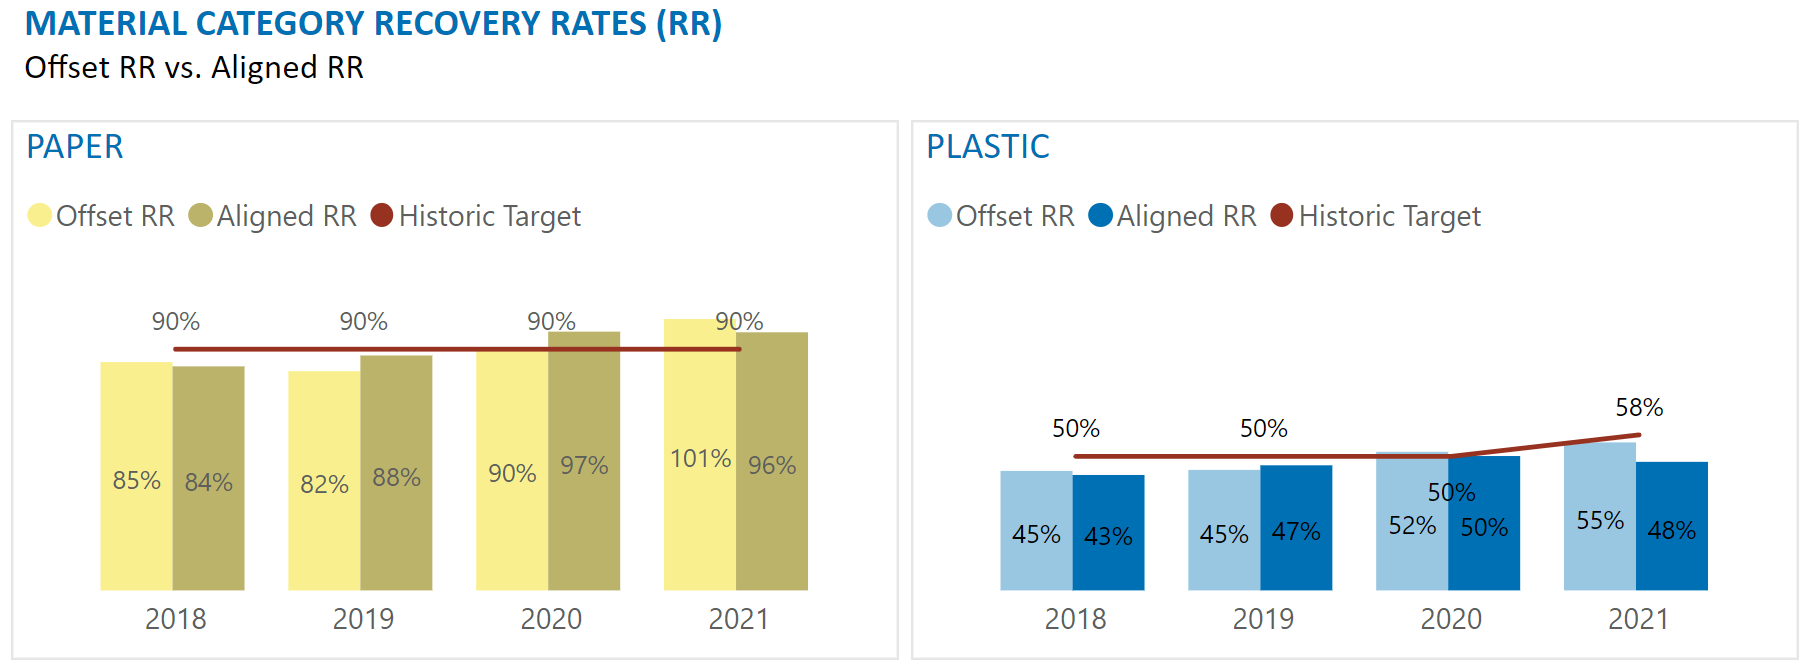 MATERIAL CATEGORY RECOVERY RATES (RR)
Offset RR vs. Aligned RR
PAPER
Offset RR Aligned RR Historic Target
90% 90% 90% 90%
85% 84% 82% 88% 90% 97% 101% 96%
2018 2019 2020 2021
PLASTIC
Offset RR Aligned RR Historic Target
50% 50% 50% 58%
45% 43% 45% 47% 52% 50% 55% 48%
2018 2019 2020 2021